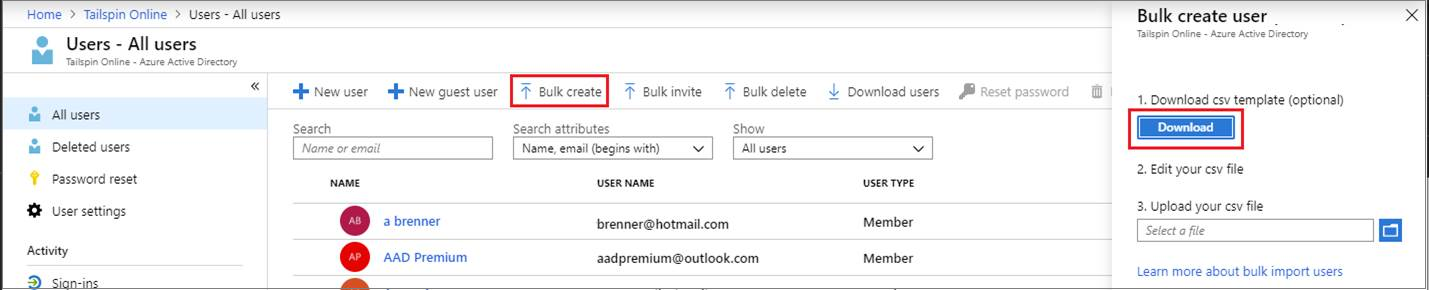 Home > Tailspin Online > Users - All users
Users - All users
Tailspin Online - Azure Active Directory
«
All users
Deleted users
Password reset
User settings
Activity
Sign-ins
New user
New guest user
Bulk create
Bulk invite
Bulk delete
Download users
Reset password
Search
Name or email
Search attributes
Name, email (begins with)
Show
All users
NAME USER NAME USER TYPE
AB a brenner brenner@hotmail.com Member
AP AAD Premium aadpremium@outlook.com Member
Bulk create user
Tailspin Online - Azure Active Directory
1. Download csv template (optional)
Download
2. Edit your csv file
3. Upload your csv file
Select a file
Learn more about bulk import users